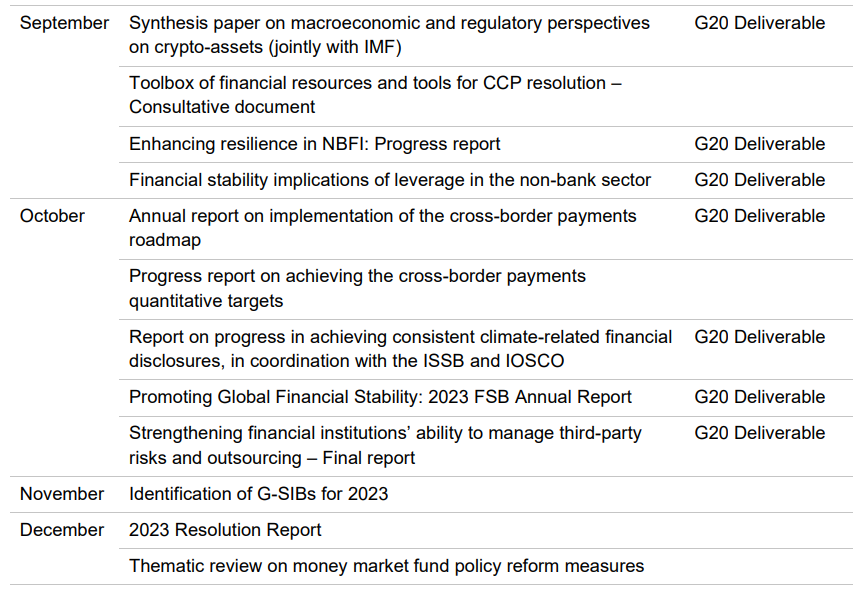 September Synthesis paper on macroeconomic and regulatory perspectives G20 Deliverable
on crypto-assets (jointly with IMF)
Toolbox of financial resources and tools for CCP resolution –
Consultative document
Enhancing resilience in NBFI: Progress report G20 Deliverable
Financial stability implications of leverage in the non-bank sector G20 Deliverable
October Annual report on implementation of the cross-border payments G20 Deliverable
roadmap
Progress report on achieving the cross-border payments
quantitative targets
Report on progress in achieving consistent climate-related financial G20 Deliverable
disclosures, in coordination with the ISSB and IOSCO
Promoting Global Financial Stability: 2023 FSB Annual Report G20 Deliverable
Strengthening financial institutions’ ability to manage third-party G20 Deliverable
risks and outsourcing – Final report
November Identification of G-SIBs for 2023
December 2023 Resolution Report
Thematic review on money market fund policy reform measures